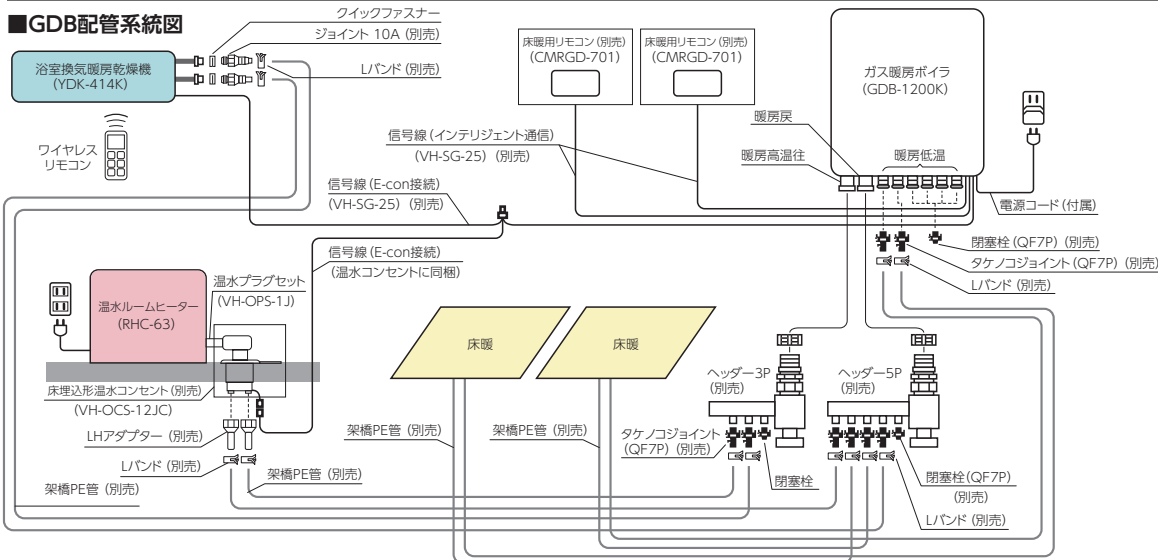 ■GDB配管系統図
クイックファスナー
ジョイント 10A (別売)
Lバンド (別売)
浴室換気暖房乾燥機
(YDK-414K)
ワイヤレス
リモコン
床暖用リモコン (別売)
(CMRGD-701)
床暖用リモコン (別売)
(CMRGD-701)
ガス暖房ボイラ
(GDB-1200K)
暖房戻
暖房高温往
暖房低温
信号線 (インテリジェント通信)
(VH-SG-25) (別売)
信号線 (E-con接続)
(VH-SG-25) (別売)
電源コード (付属)
信号線 (E-con接続)
(温水コンセントに同梱)
閉塞栓 (QF7P) (別売)
タケノコジョイント (QF7P) (別売)
Lバンド (別売)
温水プラグセット
(VH-OPS-1J)
温水ルームヒーター
(RHC-63)
床暖
床暖
床埋込形温水コンセント (別売)
(VH-OCS-12JC)
ヘッダー3P
(別売)
ヘッダー5P
(別売)
LHアダプター (別売)
架橋PE管 (別売)
架橋PE管 (別売)
タケノコジョイント
(QF7P) (別売)
Lバンド (別売)
架橋PE管 (別売)
架橋PE管 (別売)
閉塞栓
閉塞栓 (QF7P)
(別売)
Lバンド (別売)